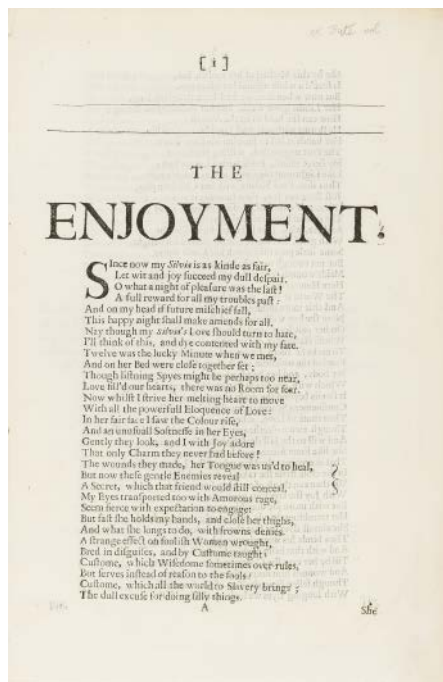 [1]
THE
ENJOYMENT.
Since now my Silvia is as kinde as fair,
Let wit and joy succeed my dull despair.
O what a night of pleasure was the last!
A full reward for all my troubles past:
And on my head if future mischief fall,
This happy night shall make amends for all.
Nay though my Silvia's Love should turn to hate,
I'll think of this, and dye contented with my fate.
Twelve was the lucky Minute when we met,
And on her Bed were close together set;
Though listning Spyes might be perhaps too near,
Love fil'd our hearts, there was no Room for fear.
Now whilst I strive her melting heart to move
With all the powerfull Eloquence of Love:
In her fair face I saw the Colour rise,
And an unusuall Softnesse in her Eyes,
Gently they look, and I with Joy adore
That only Charm they never had before!
The wounds they made, her Tongue was us'd to heal,
But now these gentle Enemies reveal
A Secret, which that friend would still conceal.
My Eyes transported too with Amorous rage,
Seem fierce with expectation to engage:
But fast she holds my hands, and close her thighs,
And what she longs to do, with frowns denies.
A strange effect on foolish Women wrought,
Bred in disguises, and by Custome taught:
Custome, which Wisedome sometimes over-rules,
But serves instead of reason to the fools!
Custome, which all the world to Slavery brings;
The dull excuse for doing silly things.
A
She